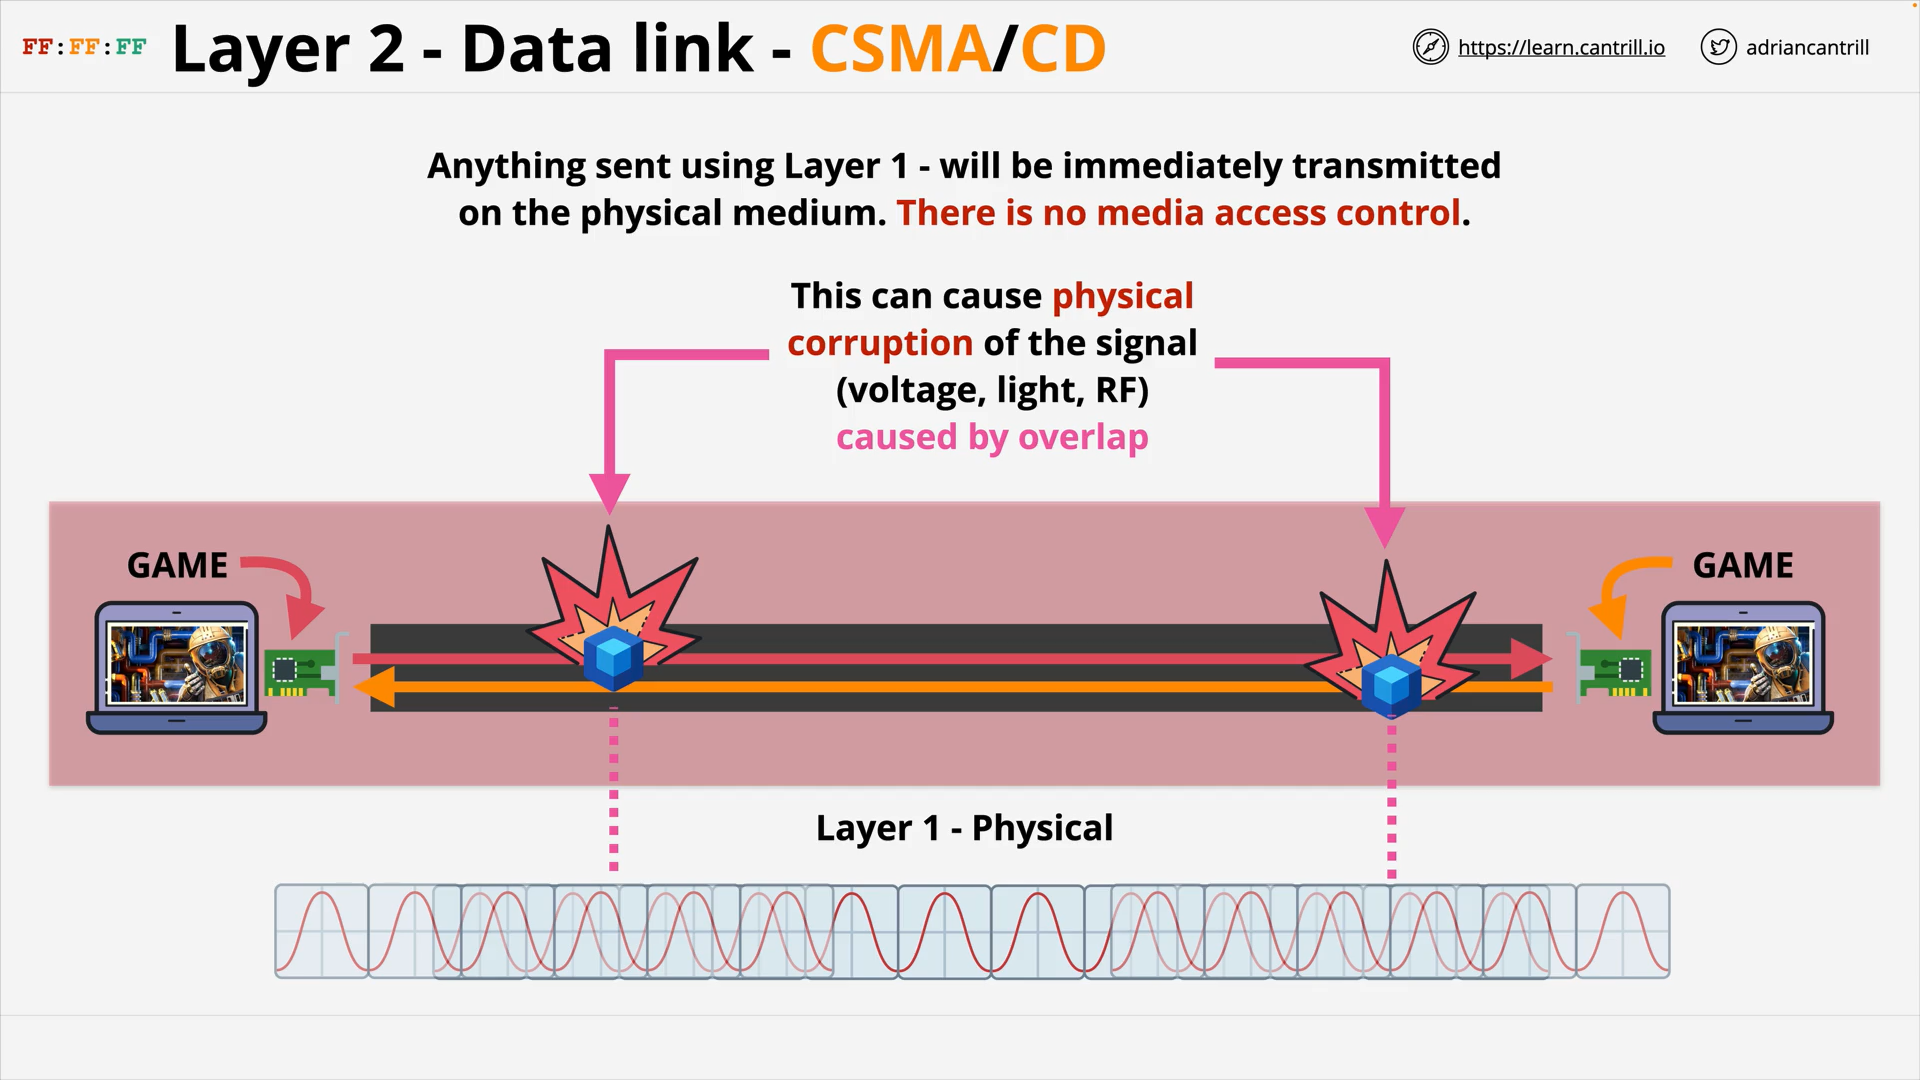 FF:FF:FF Layer 2 - Data link - CSMA/CD https://learn.cantrill.io adriancantrill
Anything sent using Layer 1 - will be immediately transmitted
on the physical medium. There is no media access control.
This can cause physical
corruption of the signal
(voltage, light, RF)
caused by overlap
GAME GAME
Layer 1 - Physical